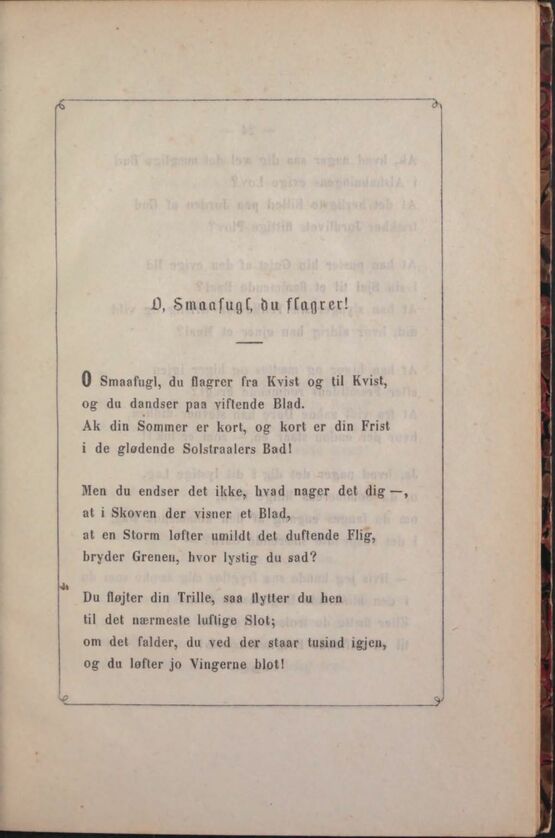 O, Smaafugl, du flagrer!
O Smaafugl, du flagrer fra Kvist og til Kvist,
og du dandser paa viftende Blad.
Ak din Sommer er kort, og kort er din Frist
i de glødende Solstraalers Bad!
Men du endser det ikke, hvad nager det dig —,
at i Skoven der visner et Blad,
at en Storm løfter umildt det duftende Flig,
bryder Grenen, hvor lystig du sad?
Du fløjter din Trille, saa flytter du hen
til det nærmeste luftige Slot;
om det falder, du ved der staar tusind igjen,
og du løfter jo Vingerne blot!